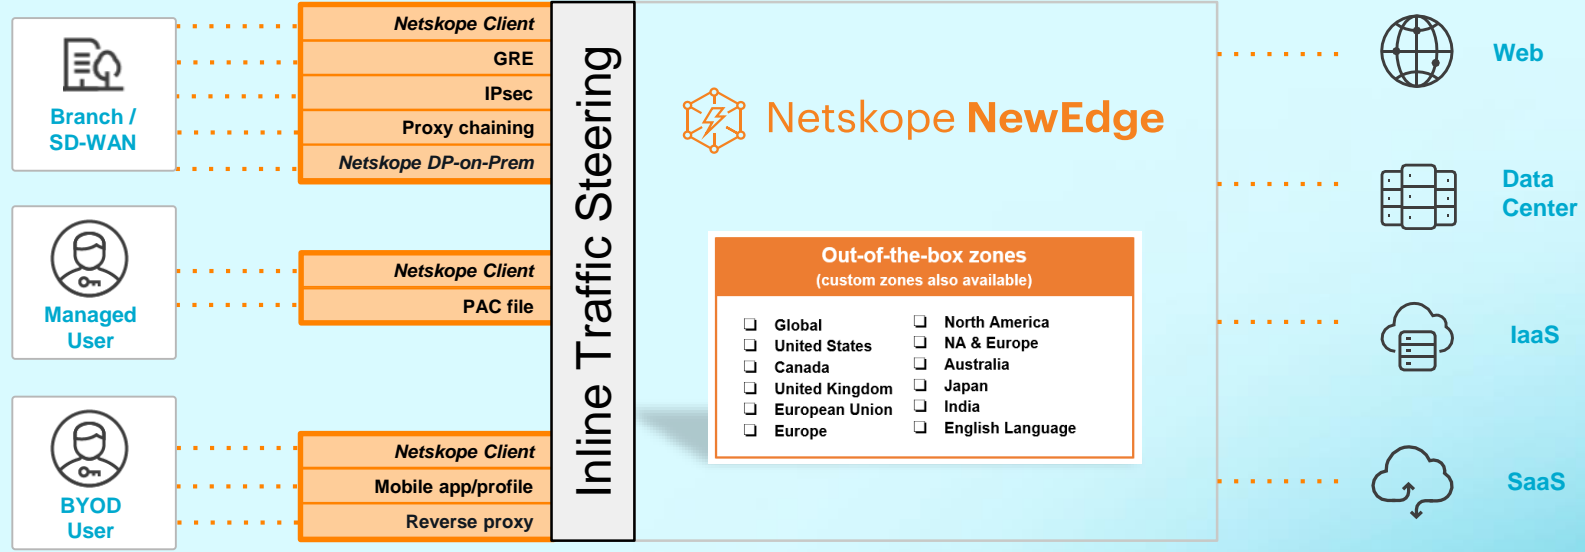 Branch /
SD-WAN
Netskope Client
GRE
IPsec
Proxy chaining
Netskope DP-on-Prem
Managed
User
Netskope Client
PAC file
BYOD
User
Netskope Client
Mobile app/profile
Reverse proxy
Inline Traffic Steering
Netskope NewEdge
Out-of-the-box zones
(custom zones also available)
Global
United States
Canada
United Kingdom
European Union
Europe
North America
NA & Europe
Australia
Japan
India
English Language
Web
Data
Center
IaaS
SaaS